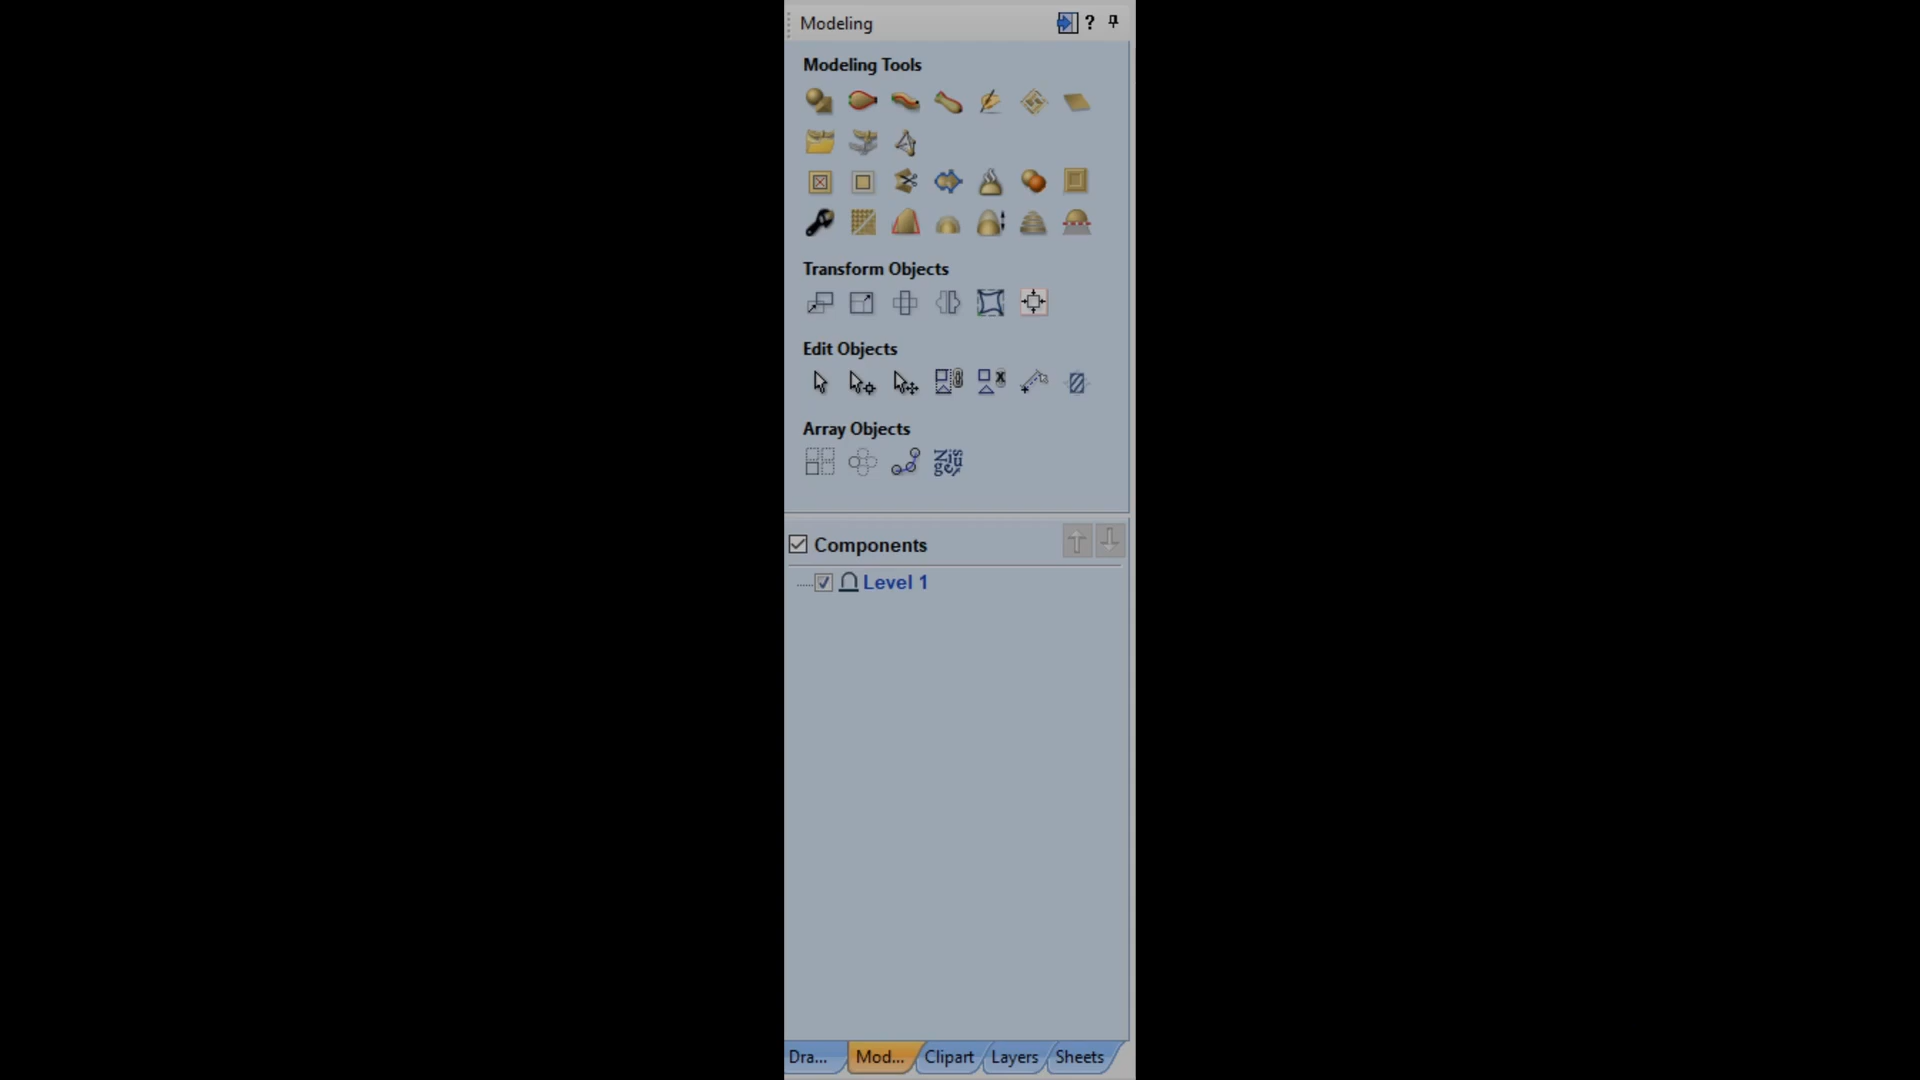 Modeling ?
Modeling Tools
Transform Objects
Edit Objects
Array Objects
Components
Level 1
Dra... Mod... Clipart Layers Sheets